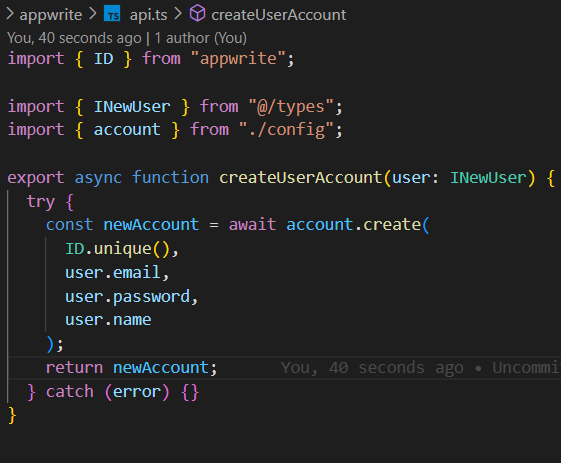 appwrite > TS api.ts > createUserAccount
You, 40 seconds ago | 1 author (You)
import { ID } from "appwrite";
import { INewUser } from "@/types";
import { account } from "./config";
export async function createUserAccount(user: INewUser) {
try {
const newAccount = await account.create(
ID.unique(),
user.email,
user.password,
user.name
);
return newAccount; You, 40 seconds ago • Uncommi
} catch (error) {}
}